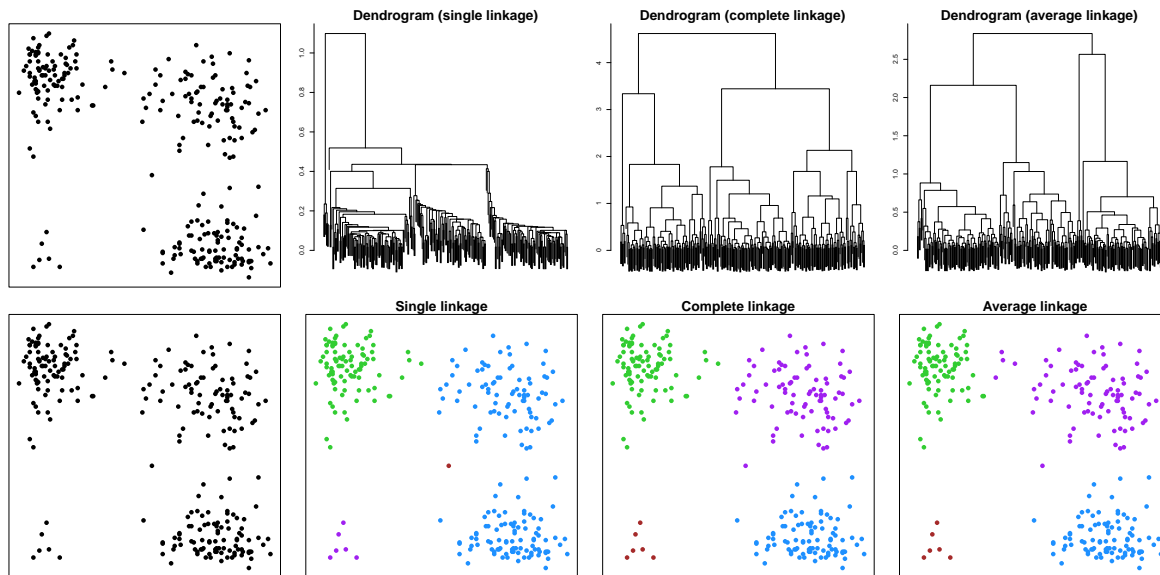 Dendrogram (single linkage)
Dendrogram (complete linkage)
Dendrogram (average linkage)
1.0
0.8
0.6
0.4
0.2
0.0
4
3
2
1
0
2.5
2.0
1.5
1.0
0.5
0.0
Single linkage
Complete linkage
Average linkage